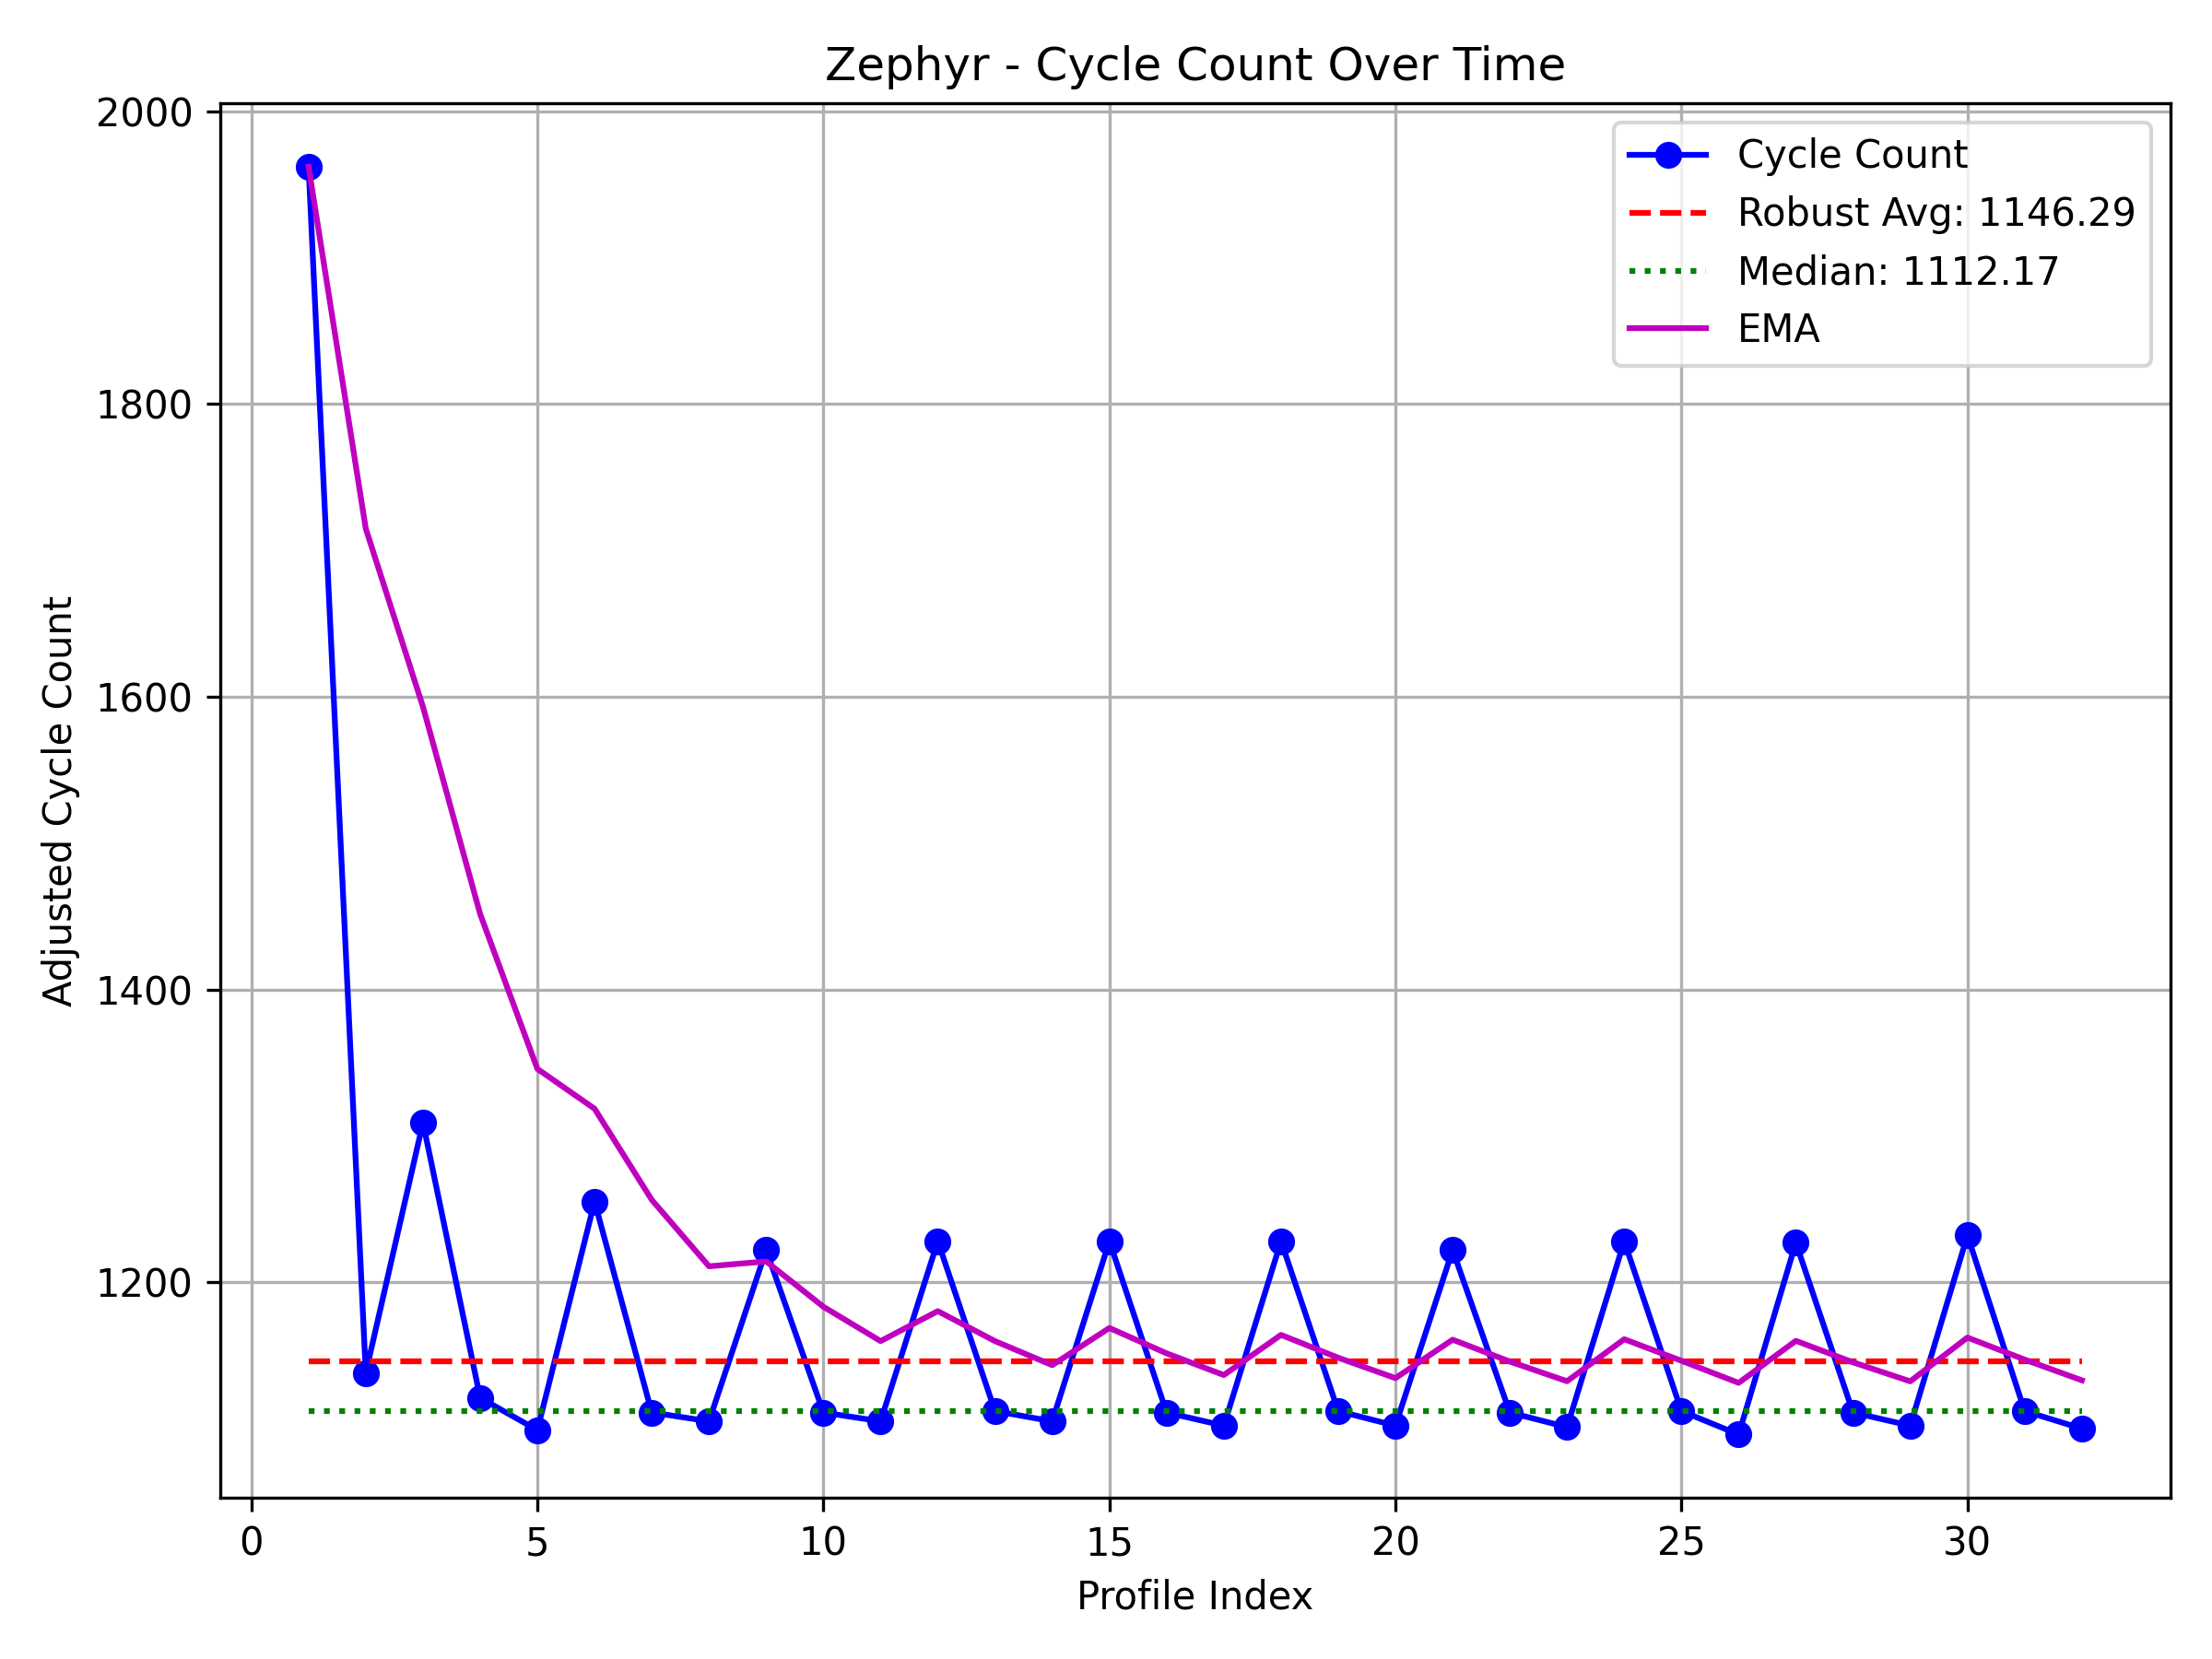 Zephyr - Cycle Count Over Time
Cycle Count
Robust Avg: 1146.29
Median: 1112.17
EMA
Adjusted Cycle Count
2000
1800
1600
1400
1200
0 5 10 15 20 25 30
Profile Index